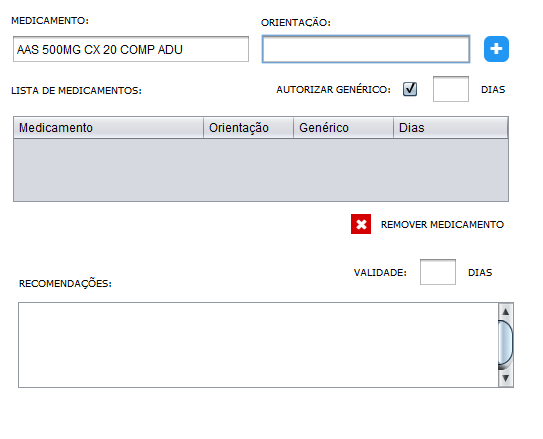 MEDICAMENTO:
ORIENTAÇÃO:
AAS 500MG CX 20 COMP ADU
LISTA DE MEDICAMENTOS:
AUTORIZAR GENÉRICO:
DIAS
Medicamento Orientação Genérico Dias
REMOVER MEDICAMENTO
VALIDADE:
DIAS
RECOMENDAÇÕES: